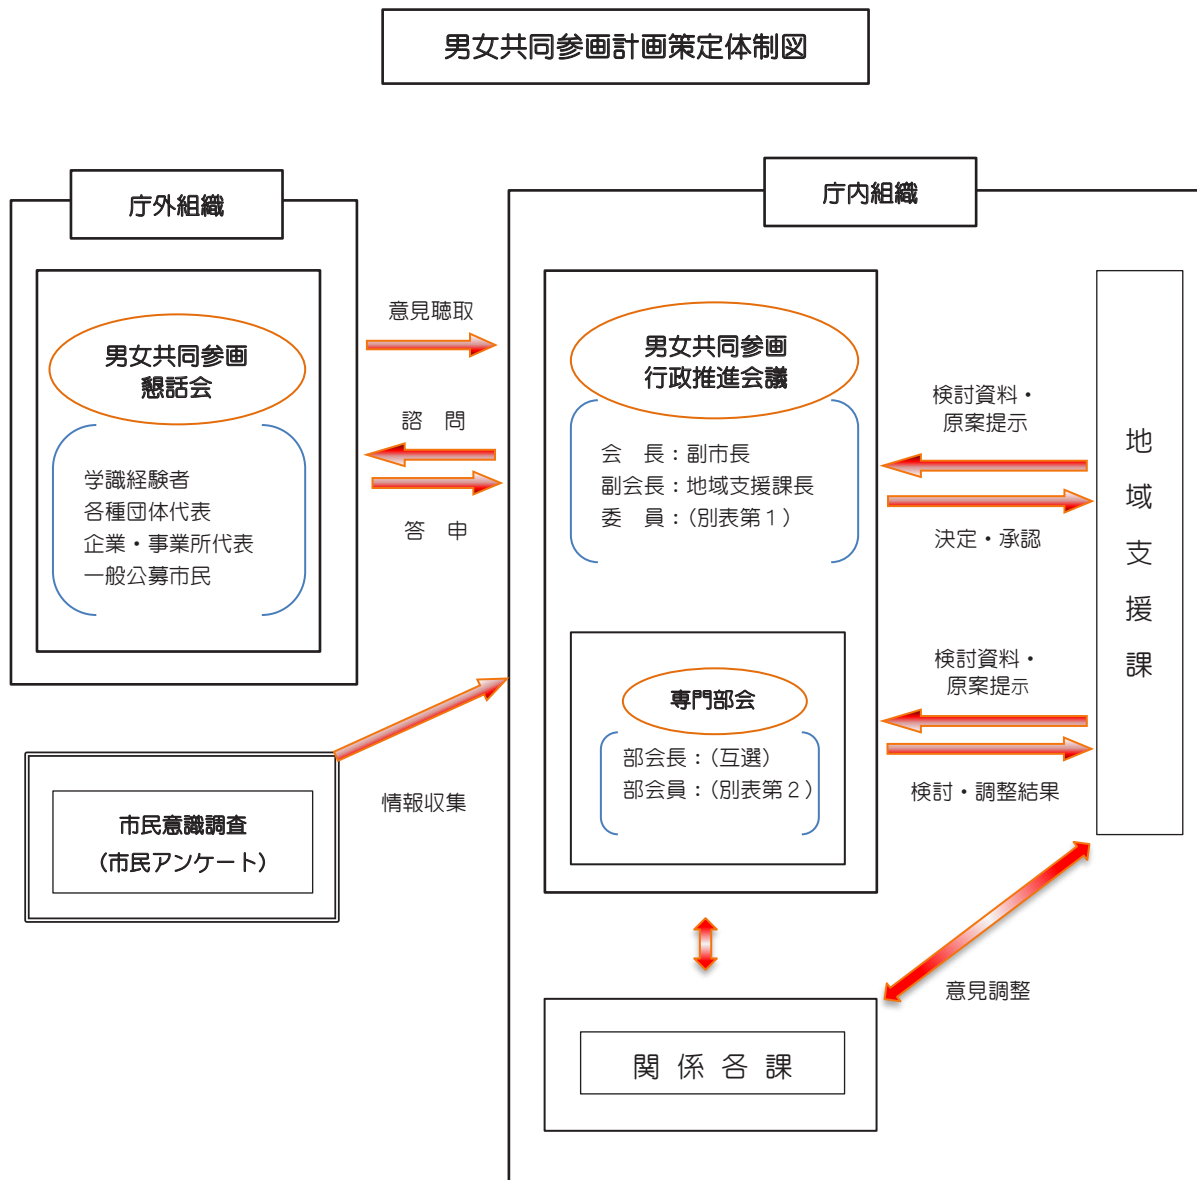 男女共同参画計画策定体制図
庁外組織
男女共同参画
懇話会
学識経験者
各種団体代表
企業・事業所代表
一般公募市民
意見聴取
諮　問
答　申
市民意識調査
（市民アンケート）
情報収集
庁内組織
男女共同参画
行政推進会議
会　長：副市長
副会長：地域支援課長
委　員：（別表第１）
専門部会
部会長：（互選）
部会員：（別表第２）
検討資料・
原案提示
決定・承認
検討資料・
原案提示
検討・調整結果
地域支援課
意見調整
関係各課